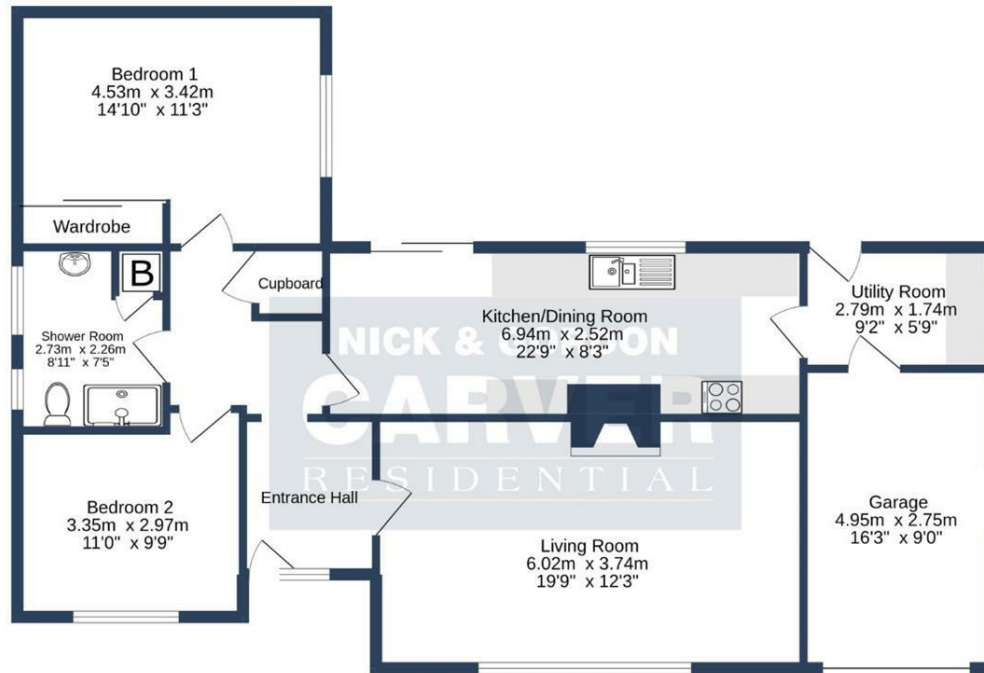 Bedroom 1
4.53m x 3.42m
14'10" x 11'3"
Wardrobe
B
Cupboard
Shower Room
2.73m x 2.26m
8'11" x 7'5"
Kitchen/Dining Room
6.94m x 2.52m
22'9" x 8'3"
Utility Room
2.79m x 1.74m
9'2" x 5'9"
NICK & GORDON
CARVER
RESIDENTIAL
Bedroom 2
3.35m x 2.97m
11'0" x 9'9"
Entrance Hall
Living Room
6.02m x 3.74m
19'9" x 12'3"
Garage
4.95m x 2.75m
16'3" x 9'0"